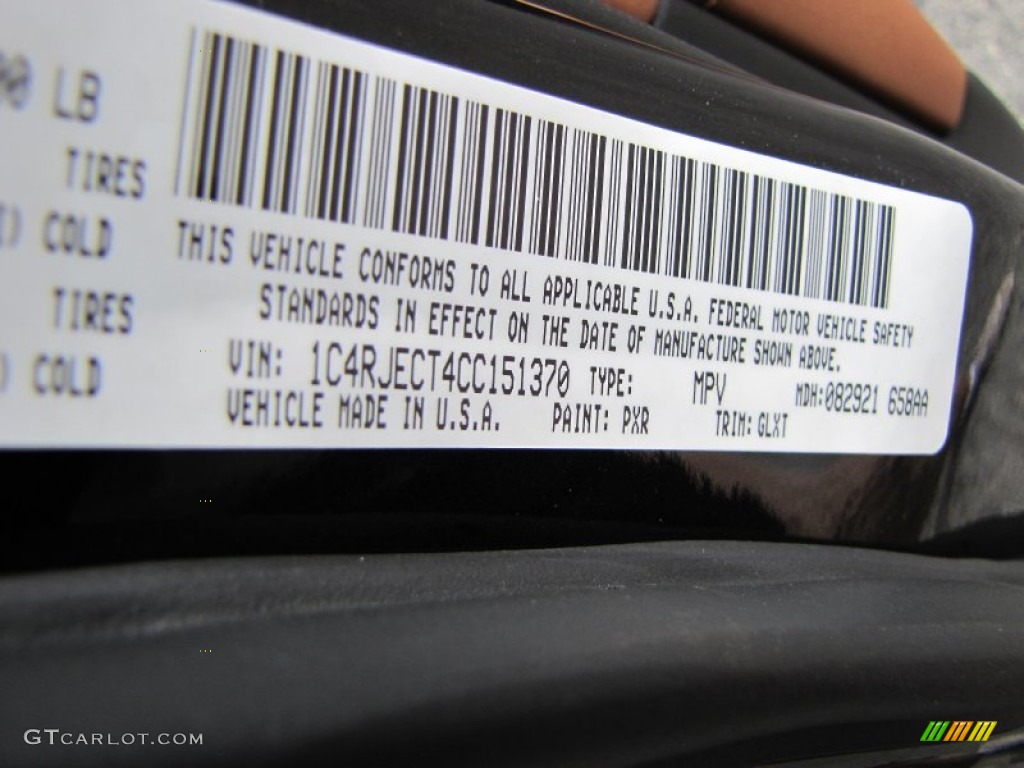 LB
TIRES
COLD
TIRES
COLD
THIS VEHICLE CONFORMS TO ALL APPLICABLE U.S.A. FEDERAL MOTOR VEHICLE SAFETY
STANDARDS IN EFFECT ON THE DATE OF MANUFACTURE SHOWN ABOVE.
VIN: 1C4RJECT4CC151370 TYPE: MPV MDH:082921 658AA
VEHICLE MADE IN U.S.A. PAINT: PXR TRIM: GLXT
GTCARLOT.COM